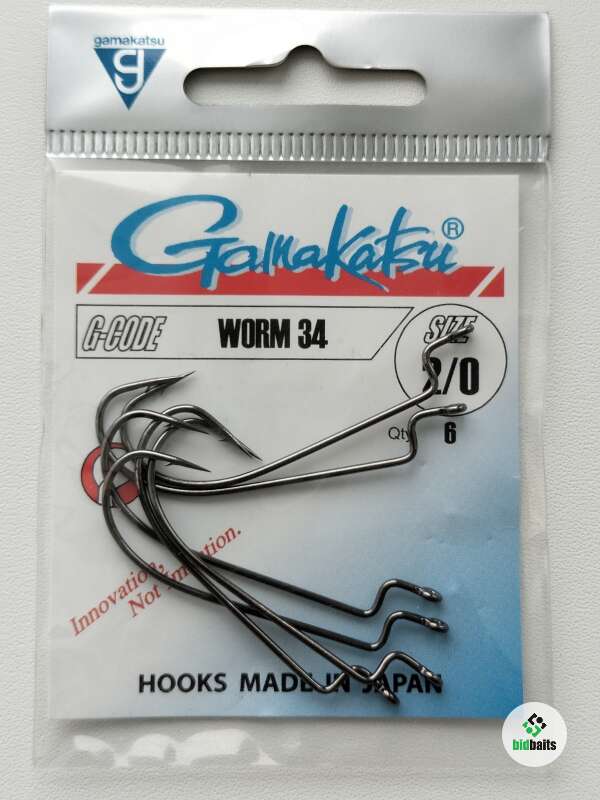 gamakatsu
g
Gamakatsu®
G-CODE
WORM 34
SIZE
2/0
Qty
6
Innovation,
Not Imitation.
HOOKS MADE IN JAPAN
bidbaits